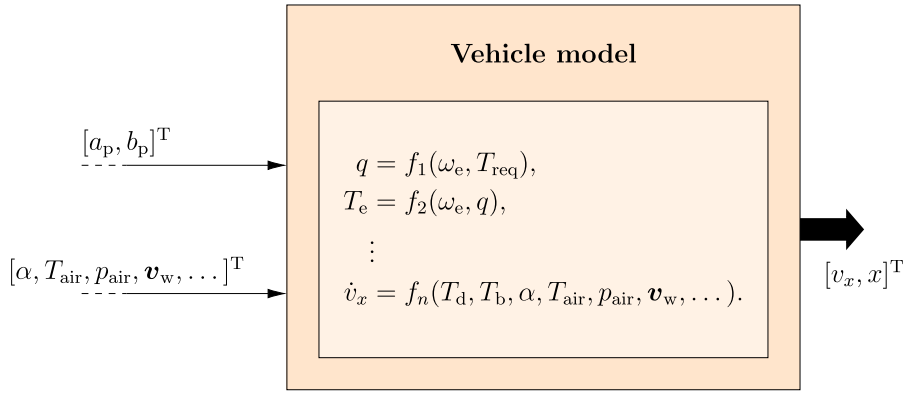 Vehicle model
[a_p, b_p]^T
q = f_1(ω_e, T_req),
T_e = f_2(ω_e, q),
⋮
[α, T_air, p_air, 𝒗_w, …]^T
v̇_x = f_n(T_d, T_b, α, T_air, p_air, 𝒗_w, …).
[v_x, x]^T